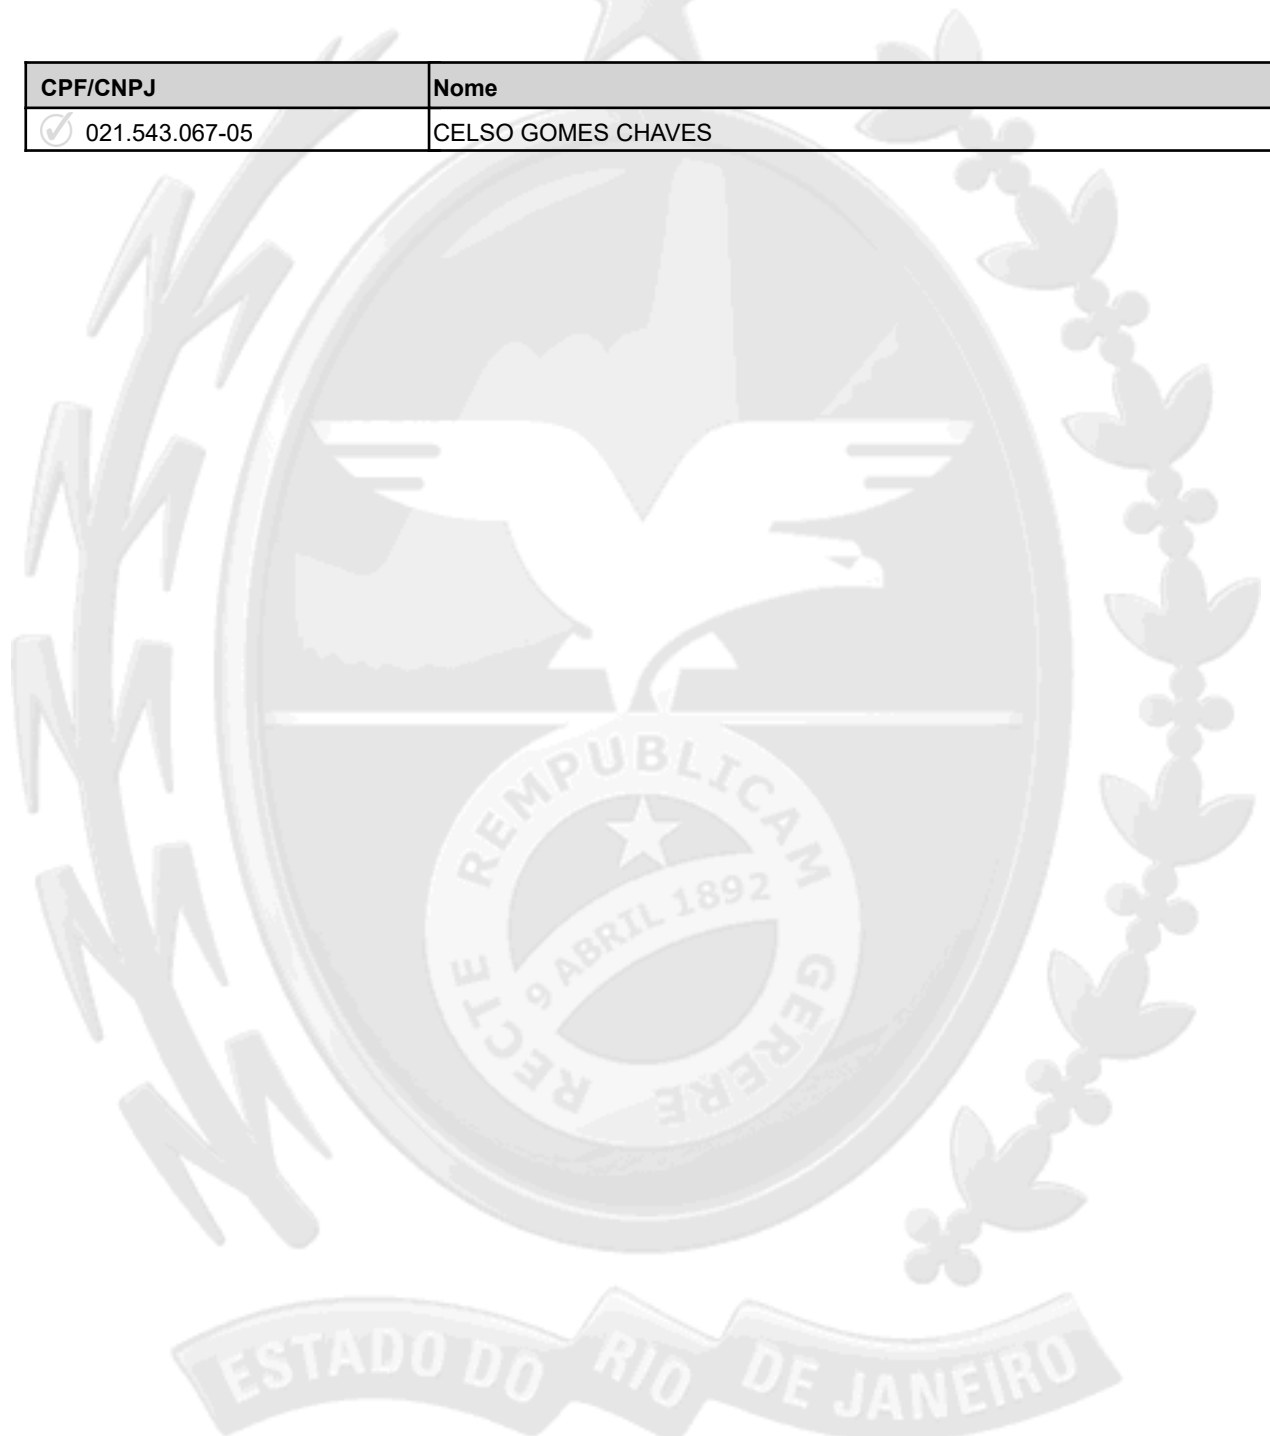 CPF/CNPJ Nome
021.543.067-05 CELSO GOMES CHAVES
REMPUBLICAM
9 ABRIL 1892
RECTE GERERE
ESTADO DO RIO DE JANEIRO